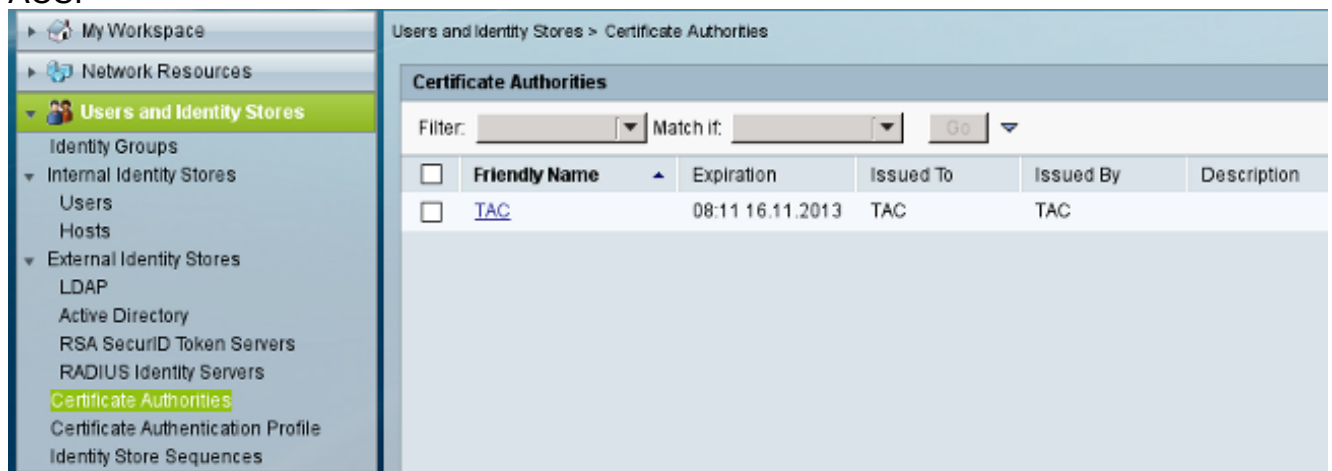 My Workspace
Network Resources
Users and Identity Stores
Identity Groups
Internal Identity Stores
Users
Hosts
External Identity Stores
LDAP
Active Directory
RSA SecurID Token Servers
RADIUS Identity Servers
Certificate Authorities
Certificate Authentication Profile
Identity Store Sequences
Users and Identity Stores > Certificate Authorities
Certificate Authorities
Filter: Match if: Go
Friendly Name Expiration Issued To Issued By Description
TAC 08:11 16.11.2013 TAC TAC